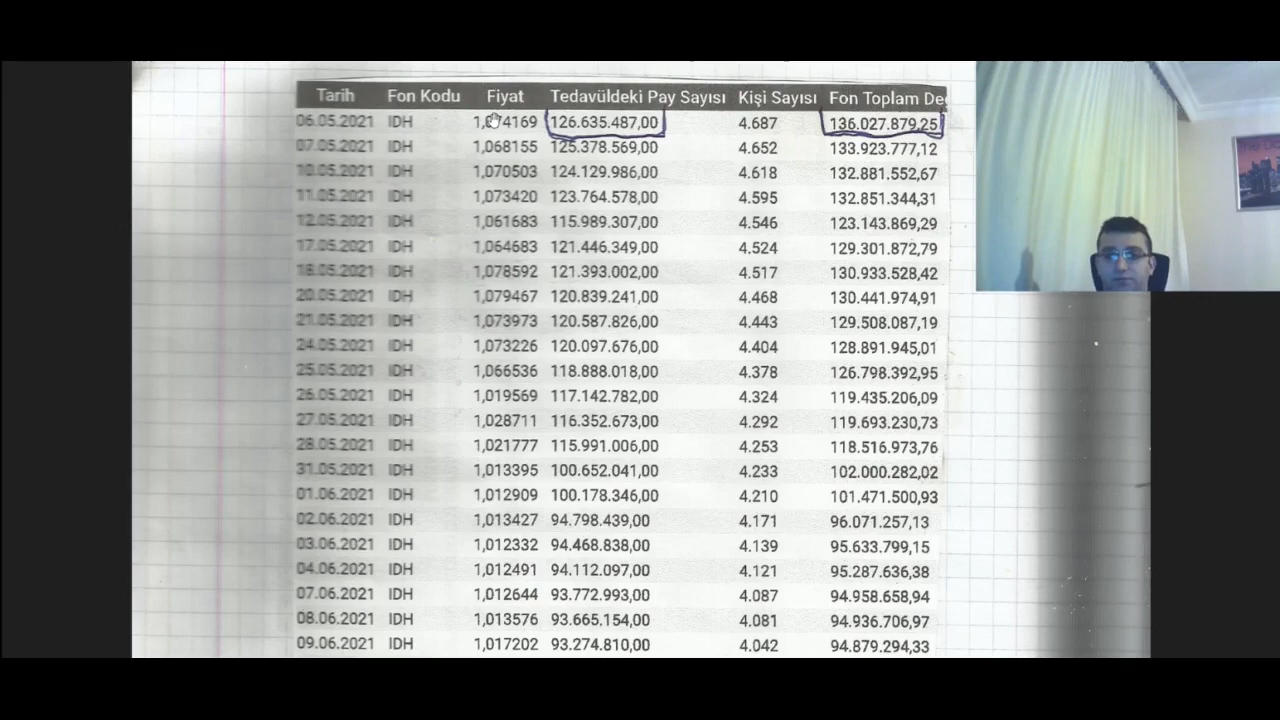 Tarih Fon Kodu Fiyat Tedavüldeki Pay Sayısı Kişi Sayısı Fon Toplam Değ
06.05.2021 IDH 1,074169 126.635.487,00 4.687 136.027.879,25
07.05.2021 IDH 1,068155 125.378.569,00 4.652 133.923.777,12
10.05.2021 IDH 1,070503 124.129.986,00 4.618 132.881.552,67
11.05.2021 IDH 1,073420 123.764.578,00 4.595 132.851.344,31
12.05.2021 IDH 1,061683 115.989.307,00 4.546 123.143.869,29
17.05.2021 IDH 1,064683 121.446.349,00 4.524 129.301.872,79
18.05.2021 IDH 1,078592 121.393.002,00 4.517 130.933.528,42
20.05.2021 IDH 1,079467 120.839.241,00 4.468 130.441.974,91
21.05.2021 IDH 1,073973 120.587.826,00 4.443 129.508.087,19
24.05.2021 IDH 1,073226 120.097.676,00 4.404 128.891.945,01
25.05.2021 IDH 1,066536 118.888.018,00 4.378 126.798.392,95
26.05.2021 IDH 1,019569 117.142.782,00 4.324 119.435.206,09
27.05.2021 IDH 1,028711 116.352.673,00 4.292 119.693.230,73
28.05.2021 IDH 1,021777 115.991.006,00 4.253 118.516.973,76
31.05.2021 IDH 1,013395 100.652.041,00 4.233 102.000.282,02
01.06.2021 IDH 1,012909 100.178.346,00 4.210 101.471.500,93
02.06.2021 IDH 1,013427 94.798.439,00 4.171 96.071.257,13
03.06.2021 IDH 1,012332 94.468.838,00 4.139 95.633.799,15
04.06.2021 IDH 1,012491 94.112.097,00 4.121 95.287.636,38
07.06.2021 IDH 1,012644 93.772.993,00 4.087 94.958.658,94
08.06.2021 IDH 1,013576 93.665.154,00 4.081 94.936.706,97
09.06.2021 IDH 1,017202 93.274.810,00 4.042 94.879.294,33